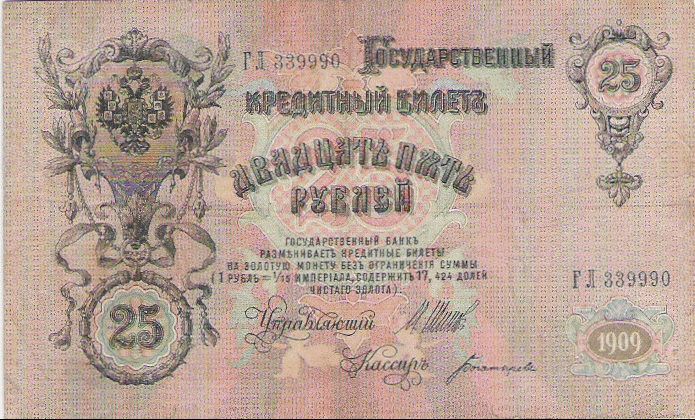 ГЛ 339990
Государственный
25
Кредитный Билетъ
Двадцать пять
рублей
ГОСУДАРСТВЕННЫЙ БАНКЪ
РАЗМѢНИВАЕТЪ КРЕДИТНЫЕ БИЛЕТЫ
НА ЗОЛОТУЮ МОНЕТУ БЕЗЪ ОГРАНИЧЕНІЯ СУММЫ
(1 РУБЛЬ = 1/15 ИМПЕРІАЛА, СОДЕРЖИТЪ 17,424 ДОЛЕЙ
ЧИСТАГО ЗОЛОТА).
ГЛ 339990
25
Управляющій
1909
Кассиръ